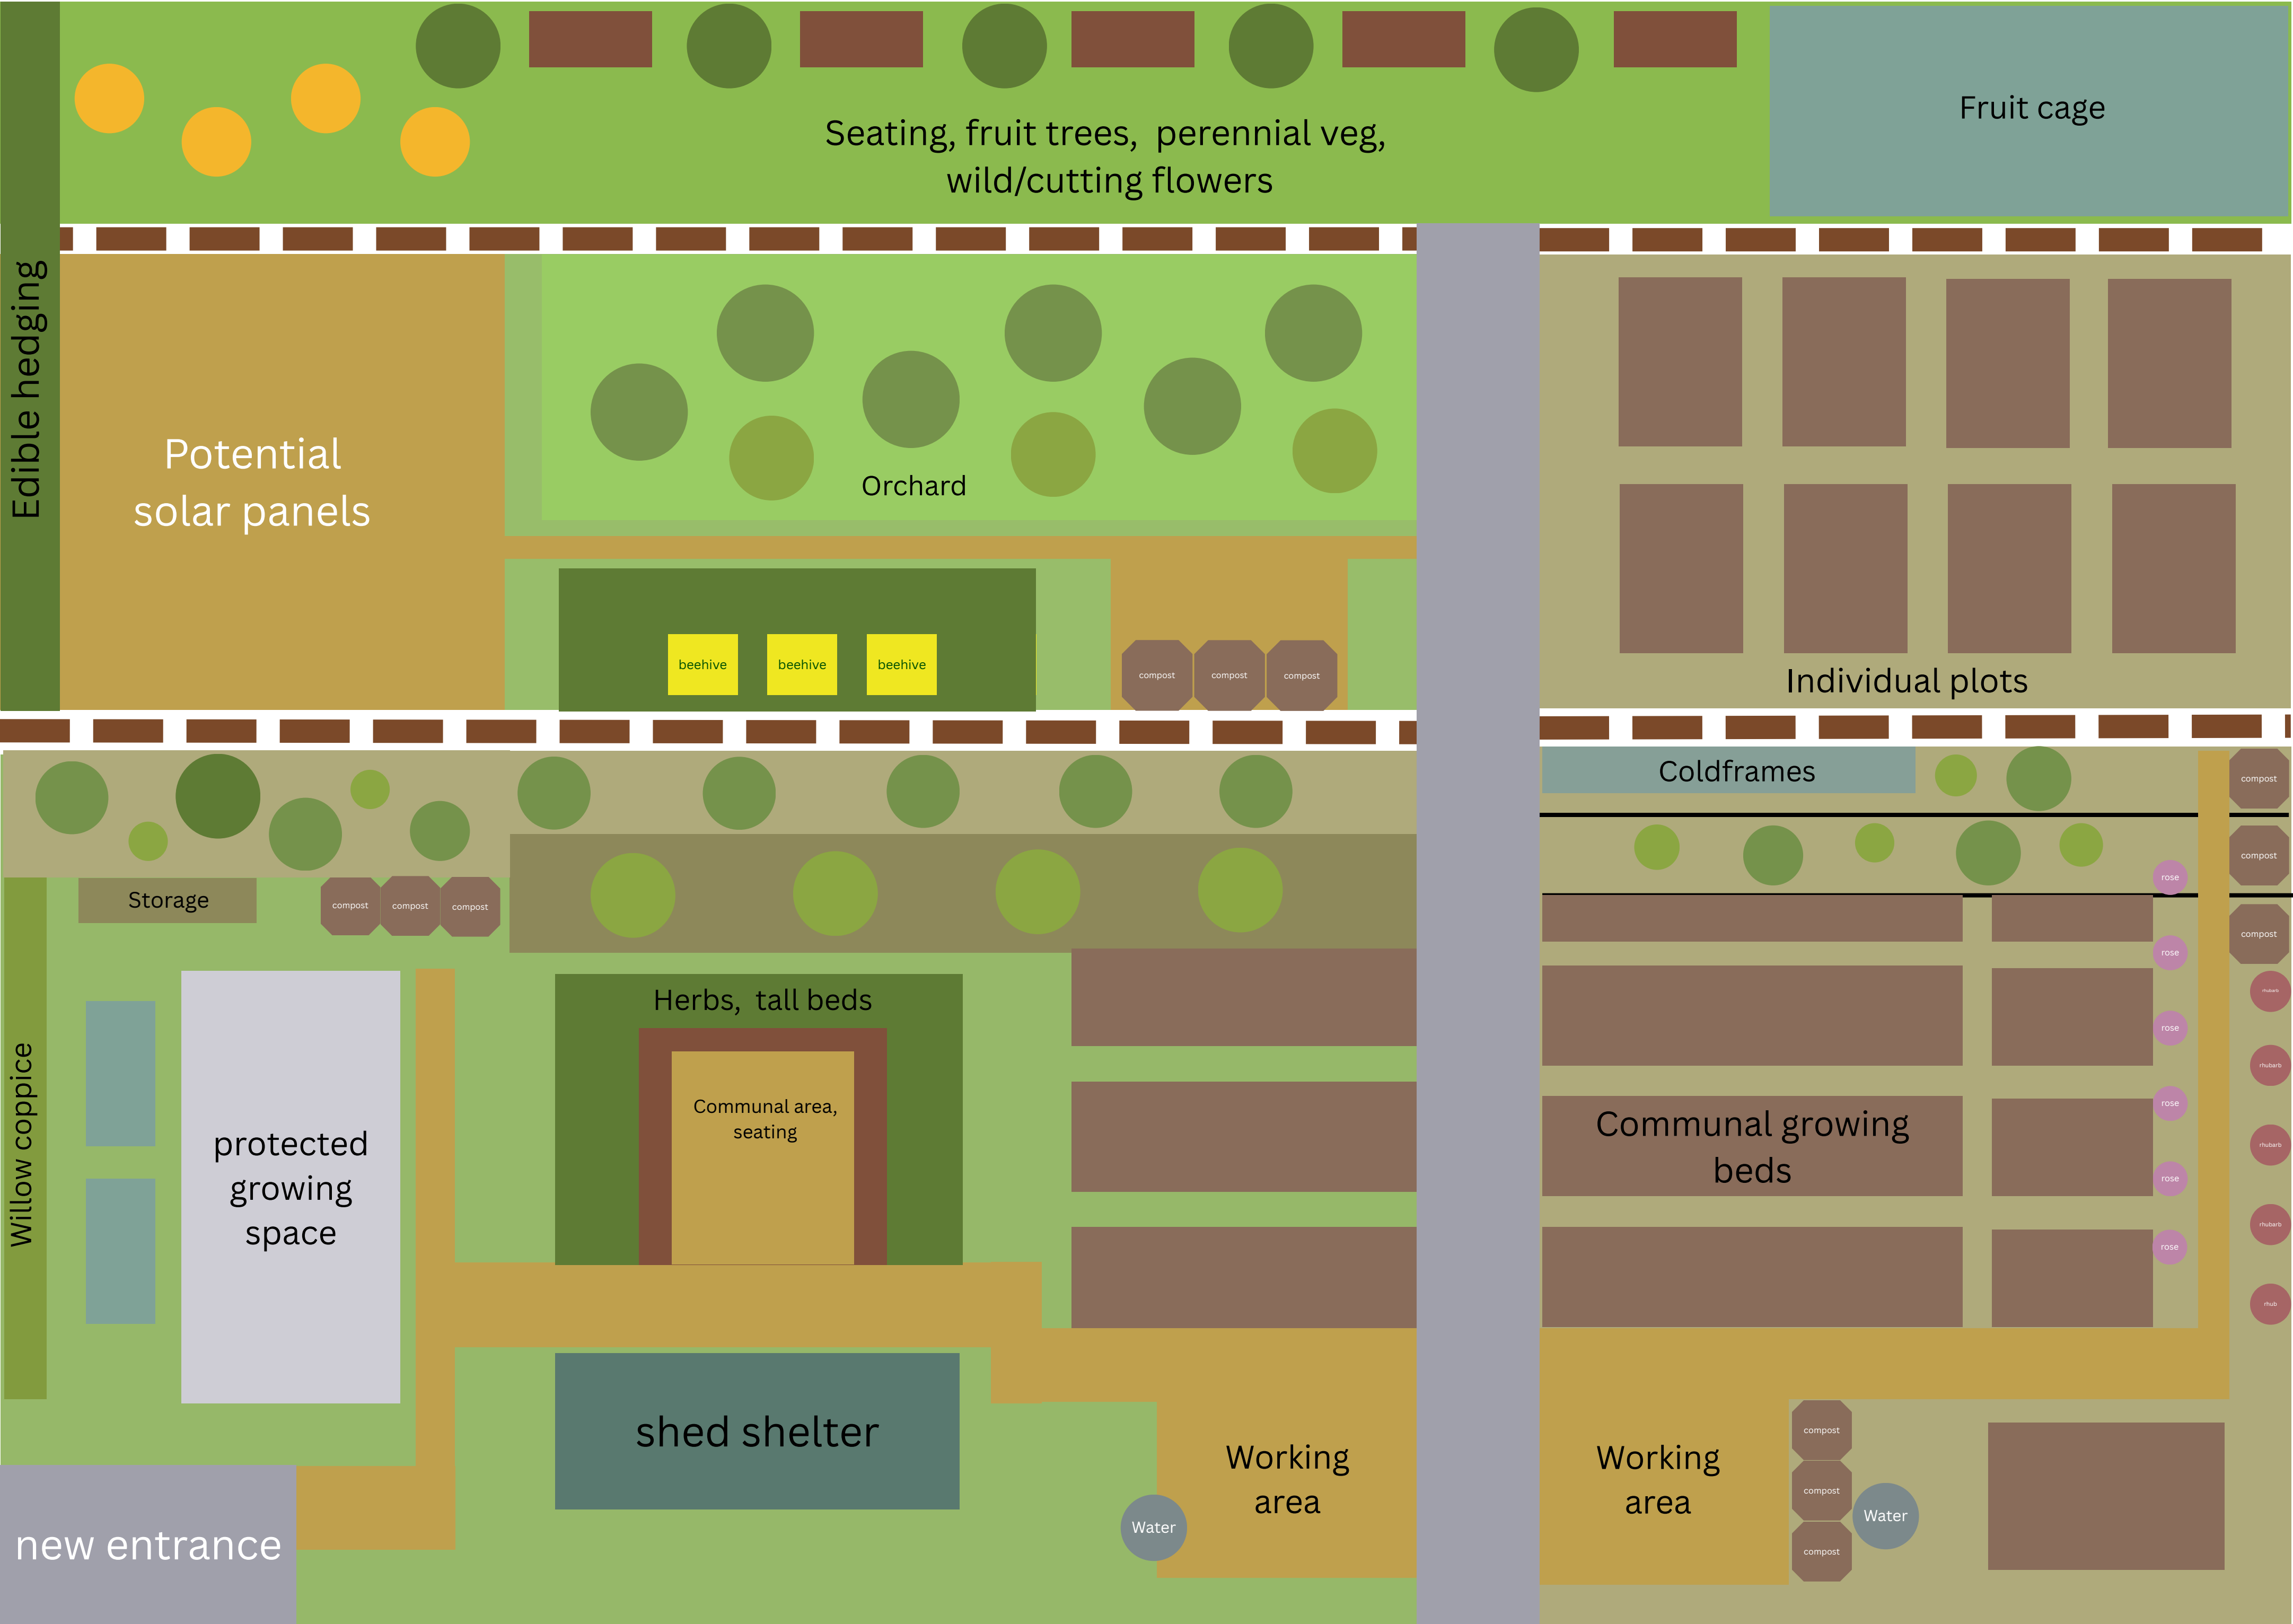 Seating, fruit trees, perennial veg,
wild/cutting flowers
Fruit cage
Edible hedging
Potential
solar panels
Orchard
beehive
beehive
beehive
compost
compost
compost
Individual plots
Coldframes
compost
compost
compost
Storage
compost
compost
compost
rose
rose
rose
rose
rose
rose
rhubarb
rhubarb
rhubarb
rhubarb
rhub
Willow coppice
protected
growing
space
Herbs, tall beds
Communal area,
seating
Communal growing
beds
shed shelter
Working
area
Water
Working
area
compost
compost
compost
Water
new entrance